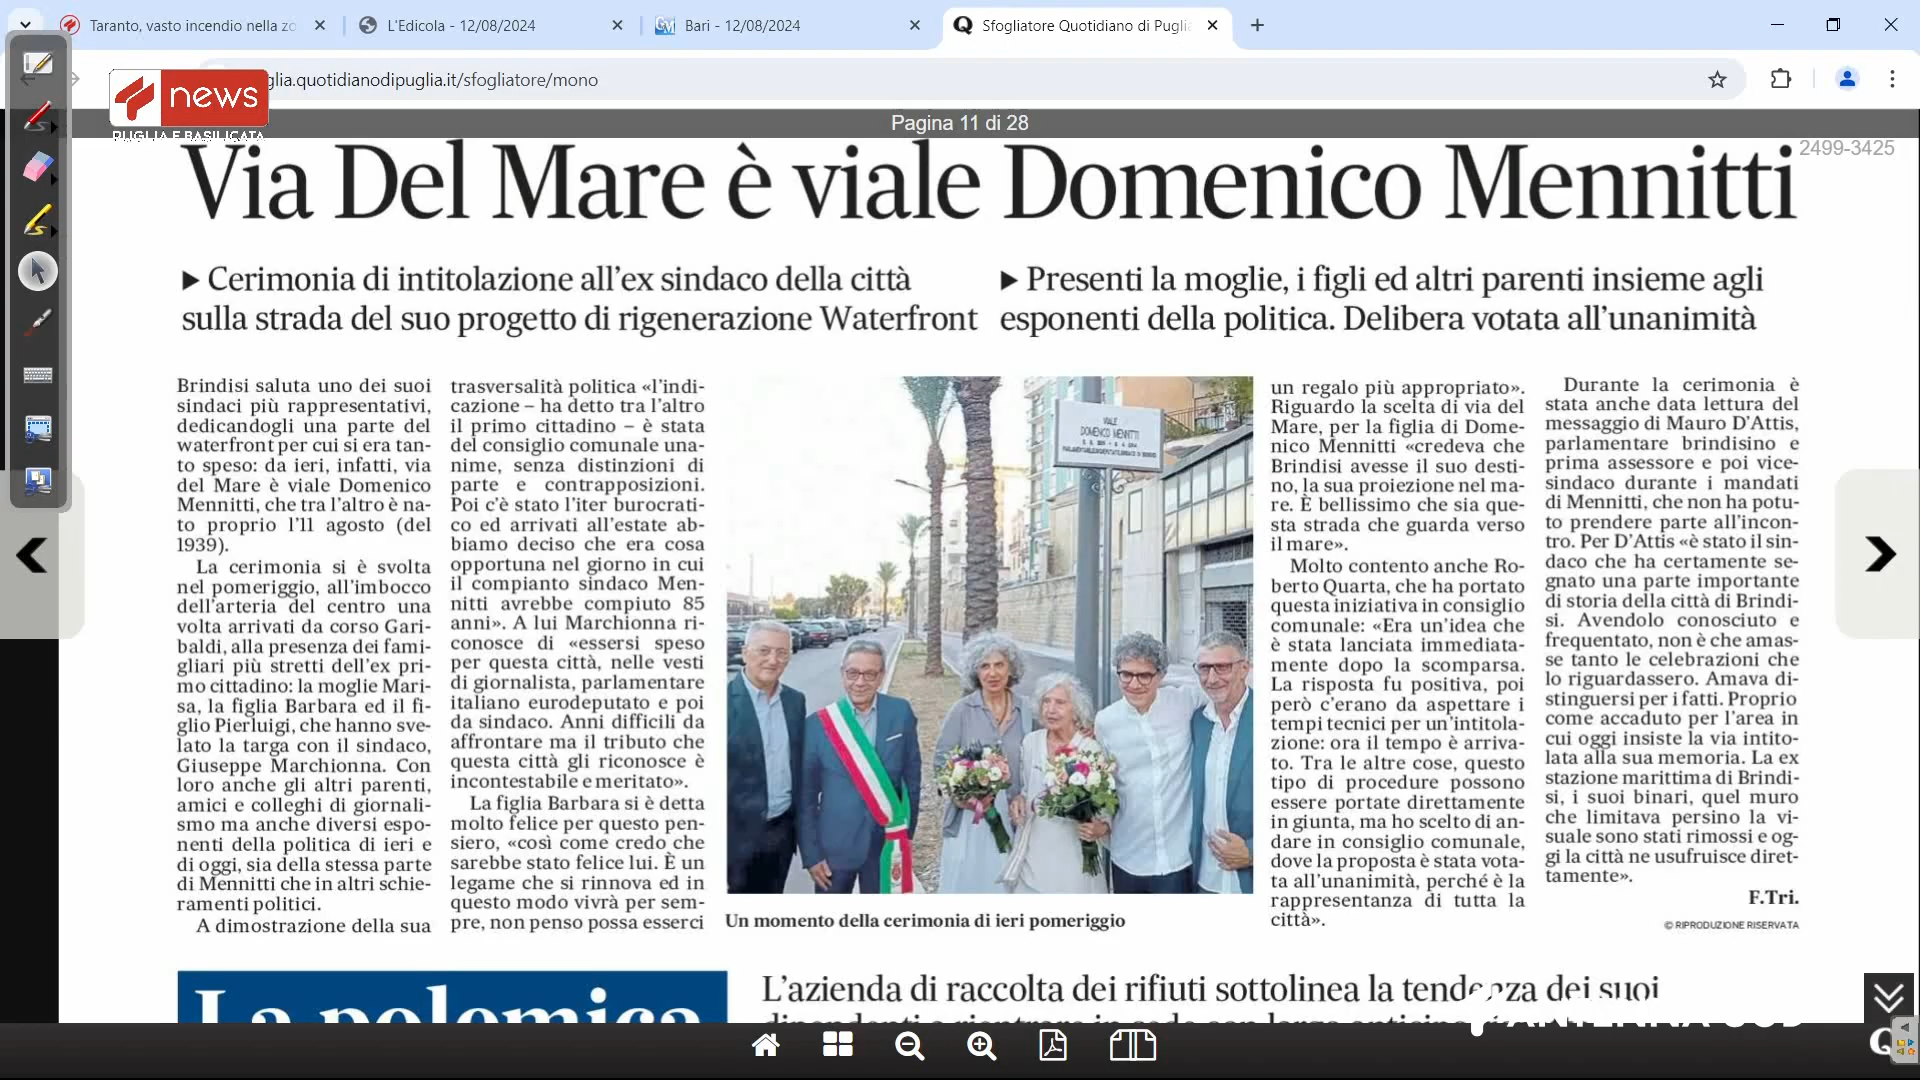 Taranto, vasto incendio nella zo
L'Edicola - 12/08/2024
Bari - 12/08/2024
Sfogliatore Quotidiano di Puglia
glia.quotidianodipuglia.it/sfogliatore/mono
news
PUGLIA E BASILICATA
Pagina 11 di 28
2499-3425
Via Del Mare è viale Domenico Mennitti
▶ Cerimonia di intitolazione all'ex sindaco della città
sulla strada del suo progetto di rigenerazione Waterfront
▶ Presenti la moglie, i figli ed altri parenti insieme agli
esponenti della politica. Delibera votata all'unanimità
Brindisi saluta uno dei suoi
sindaci più rappresentativi,
dedicandogli una parte del
waterfront per cui si era tan-
to speso: da ieri, infatti, via
del Mare è viale Domenico
Mennitti, che tra l'altro è na-
to proprio l'11 agosto (del
1939).
La cerimonia si è svolta
nel pomeriggio, all'imbocco
dell'arteria del centro una
volta arrivati da corso Gari-
baldi, alla presenza dei fami-
gliari più stretti dell'ex pri-
mo cittadino: la moglie Mari-
sa, la figlia Barbara ed il fi-
glio Pierluigi, che hanno sve-
lato la targa con il sindaco,
Giuseppe Marchionna. Con
loro anche gli altri parenti,
amici e colleghi di giornali-
smo ma anche diversi espo-
nenti della politica di ieri e
di oggi, sia della stessa parte
di Mennitti che in altri schie-
ramenti politici.
A dimostrazione della sua
trasversalità politica «l'indi-
cazione – ha detto tra l'altro
il primo cittadino – è stata
del consiglio comunale una-
nime, senza distinzioni di
parte e contrapposizioni.
Poi c'è stato l'iter burocrati-
co ed arrivati all'estate ab-
biamo deciso che era cosa
opportuna nel giorno in cui
il compianto sindaco Men-
nitti avrebbe compiuto 85
anni». A lui Marchionna ri-
conosce di «essersi speso
per questa città, nelle vesti
di giornalista, parlamentare
italiano eurodeputato e poi
da sindaco. Anni difficili da
affrontare ma il tributo che
questa città gli riconosce è
incontestabile e meritato».
La figlia Barbara si è detta
molto felice per questo pen-
siero, «così come credo che
sarebbe stato felice lui. È un
legame che si rinnova ed in
questo modo vivrà per sem-
pre, non penso possa esserci
VIALE
DOMENICO MENNITTI
Un momento della cerimonia di ieri pomeriggio
un regalo più appropriato».
Riguardo la scelta di via del
Mare, per la figlia di Dome-
nico Mennitti «credeva che
Brindisi avesse il suo desti-
no, la sua proiezione nel ma-
re. È bellissimo che sia que-
sta strada che guarda verso
il mare».
Molto contento anche Ro-
berto Quarta, che ha portato
questa iniziativa in consiglio
comunale: «Era un'idea che
è stata lanciata immediata-
mente dopo la scomparsa.
La risposta fu positiva, poi
però c'erano da aspettare i
tempi tecnici per un'intitola-
zione: ora il tempo è arriva-
to. Tra le altre cose, questo
tipo di procedure possono
essere portate direttamente
in giunta, ma ho scelto di an-
dare in consiglio comunale,
dove la proposta è stata vota-
ta all'unanimità, perché è la
rappresentanza di tutta la
città».
Durante la cerimonia è
stata anche data lettura del
messaggio di Mauro D'Attis,
parlamentare brindisino e
prima assessore e poi vice-
sindaco durante i mandati
di Mennitti, che non ha potu-
to prendere parte all'incon-
tro. Per D'Attis «è stato il sin-
daco che ha certamente se-
gnato una parte importante
di storia della città di Brindi-
si. Avendolo conosciuto e
frequentato, non è che amas-
se tanto le celebrazioni che
lo riguardassero. Amava di-
stinguersi per i fatti. Proprio
come accaduto per l'area in
cui oggi insiste la via intito-
lata alla sua memoria. La ex
stazione marittima di Brindi-
si, i suoi binari, quel muro
che limitava persino la vi-
suale sono stati rimossi e og-
gi la città ne usufruisce diret-
tamente».
F.Tri.
© RIPRODUZIONE RISERVATA
La polemica
L'azienda di raccolta dei rifiuti sottolinea la tendenza dei suoi
ANTENNA SUD